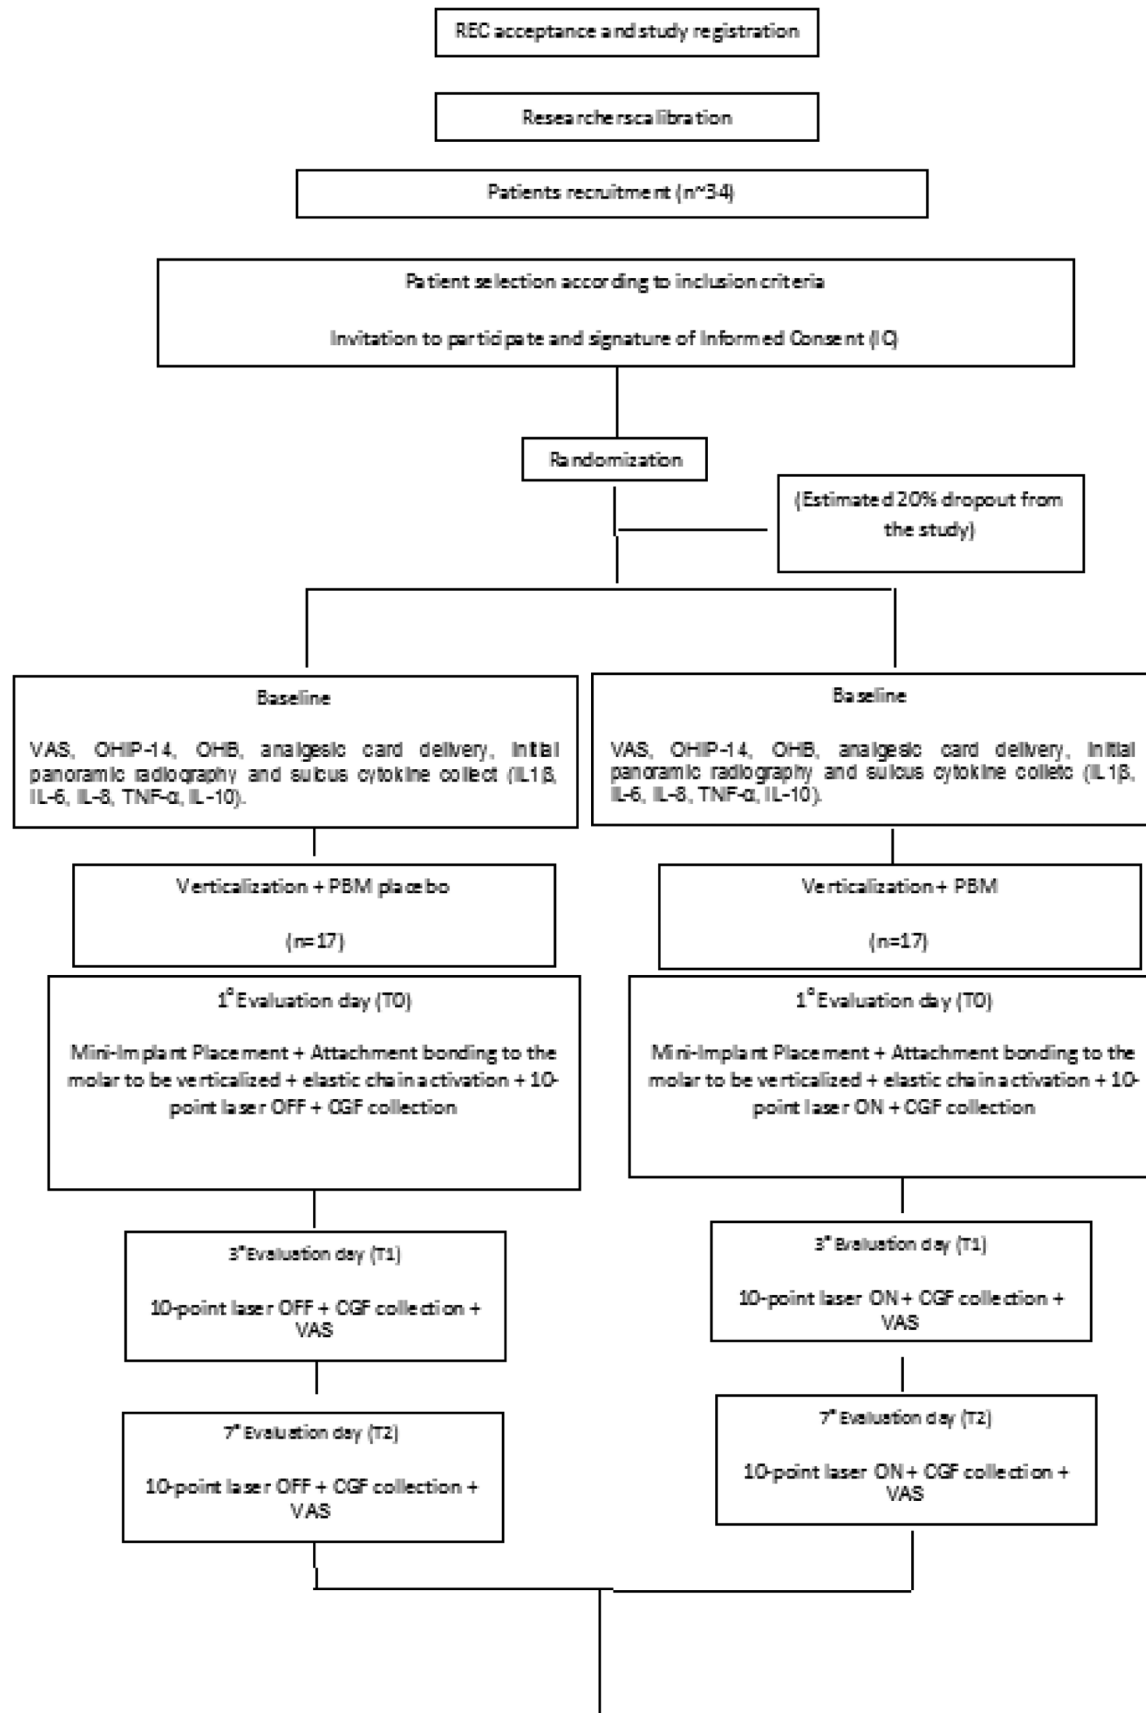 REC acceptance and study registration
Researcherscalibration
Patients recruitment (n~34)
Patient selection according to inclusion criteria
Invitation to participate and signature of Informed Consent (IC)
Randomization
(Estimated 20% dropout from
the study)
Baseline
VAS, OHIP-14, OHB, analgesic card delivery, initial
panoramic radiography and sulcus cytokine collect (IL1β,
IL-6, IL-8, TNF-α, IL-10).
Baseline
VAS, OHIP-14, OHB, analgesic card delivery, initial
panoramic radiography and sulcus cytokine colletc (IL1β,
IL-6, IL-8, TNF-α, IL-10).
Verticalization + PBM placebo
(n=17)
Verticalization + PBM
(n=17)
1° Evaluation day (T0)
Mini-Implant Placement + Attachment bonding to the
molar to be verticalized + elastic chain activation + 10-
point laser OFF + CGF collection
1° Evaluation day (T0)
Mini-Implant Placement + Attachment bonding to the
molar to be verticalized + elastic chain activation + 10-
point laser ON + CGF collection
3° Evaluation day (T1)
10-point laser OFF + CGF collection +
VAS
3° Evaluation day (T1)
10-point laser ON + CGF collection +
VAS
7° Evaluation day (T2)
10-point laser OFF + CGF collection +
VAS
7° Evaluation day (T2)
10-point laser ON + CGF collection +
VAS